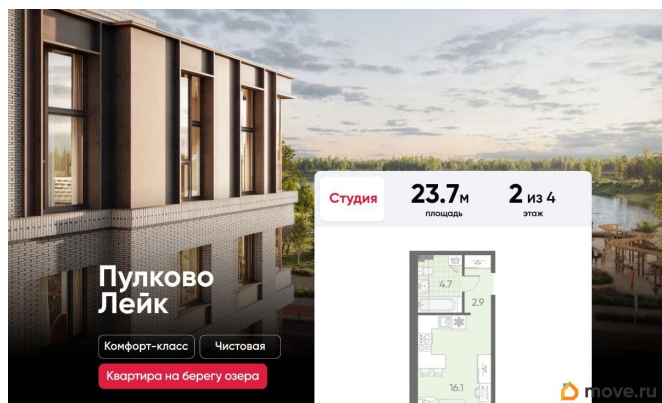 Студия
23.7м
площадь
2 из 4
этаж
Пулково
Лейк
4.7
2.9
Комфорт-класс
Чистовая
Квартира на берегу озера
16.1
move.ru